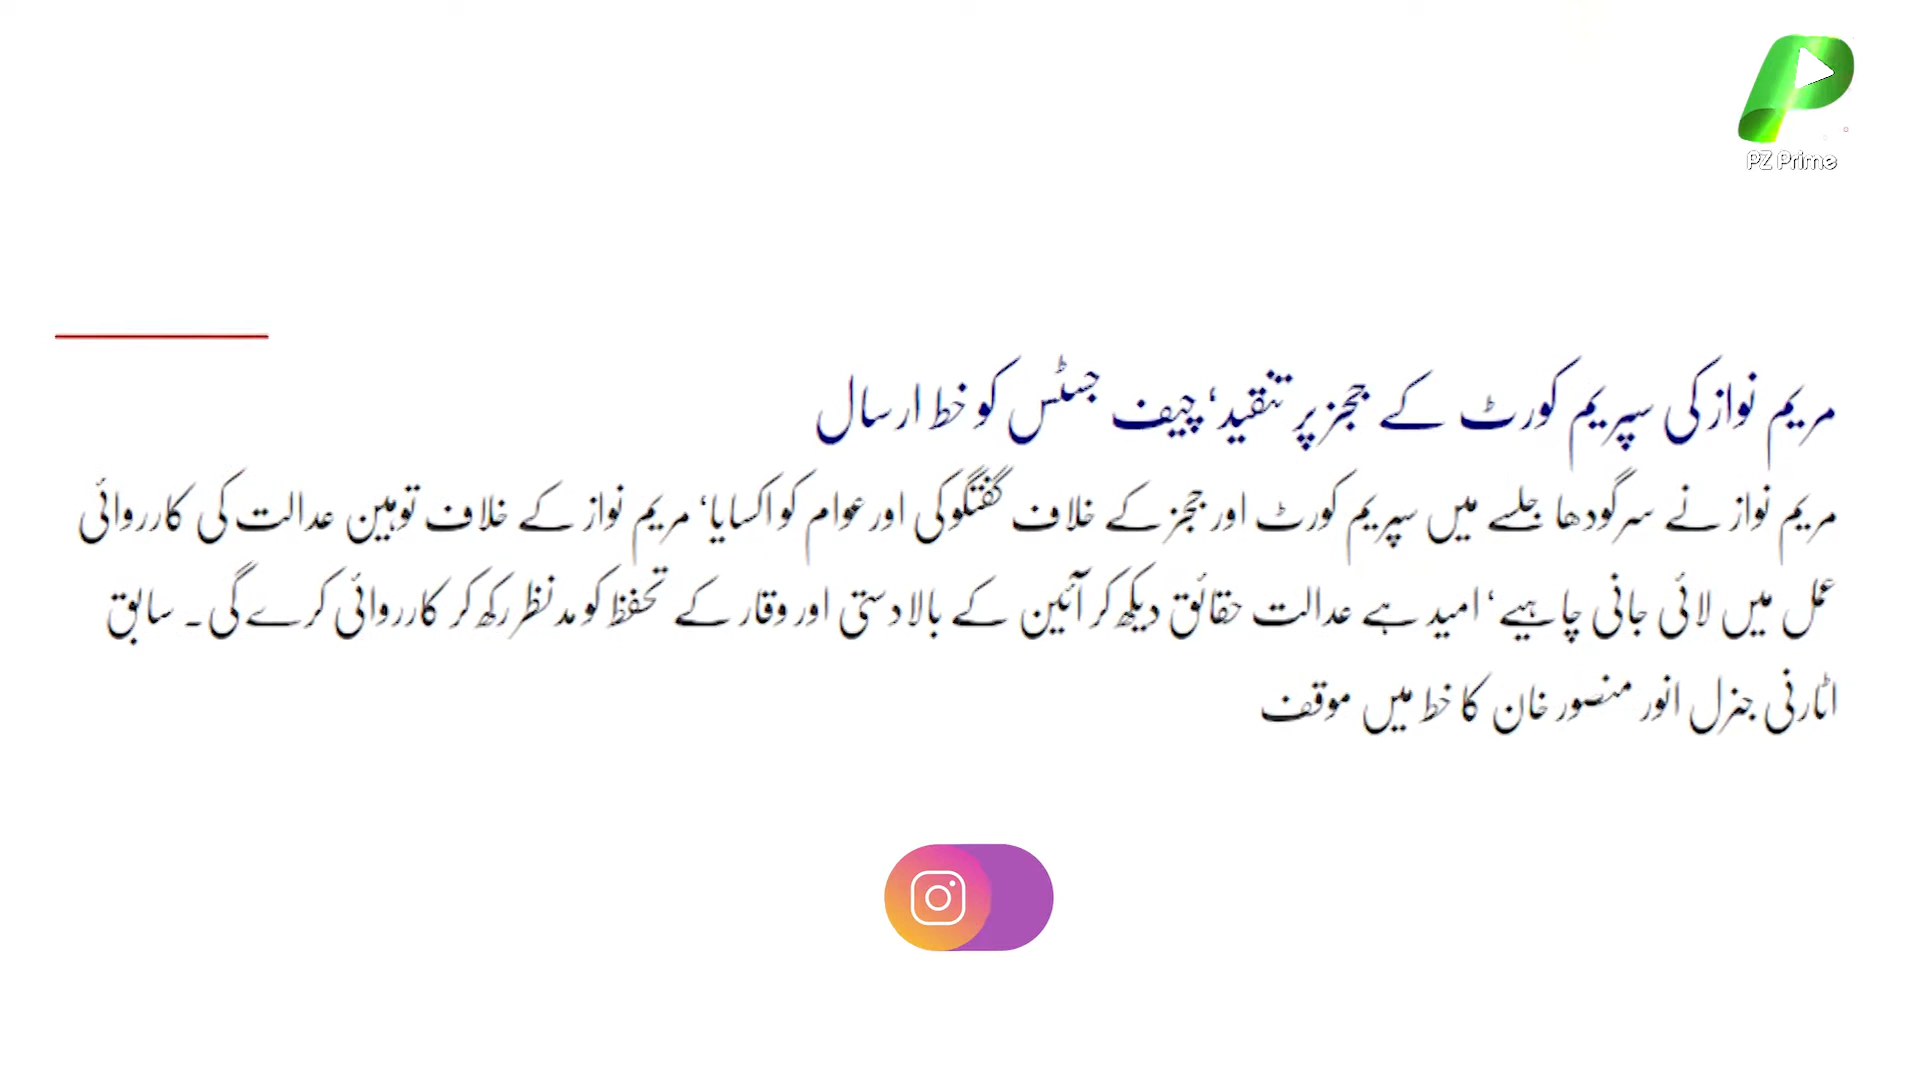 PZ Prime
مریم نواز کی سپریم کورٹ کے ججز پر تنقید، چیف جسٹس کو خط ارسال
مریم نواز نے سرگودھا جلسے میں سپریم کورٹ اور ججز کے خلاف گفتگو کی اور عوام کو اکسایا، مریم نواز کے خلاف توہین عدالت کی کارروائی
عمل میں لائی جانی چاہیے، امید ہے عدالت حقائق دیکھ کر آئین کے بالادستی اور وقار کے تحفظ کو مدنظر رکھ کر کارروائی کرے گی۔ سابق
اٹارنی جنرل انور منصور خان کا خط میں موقف